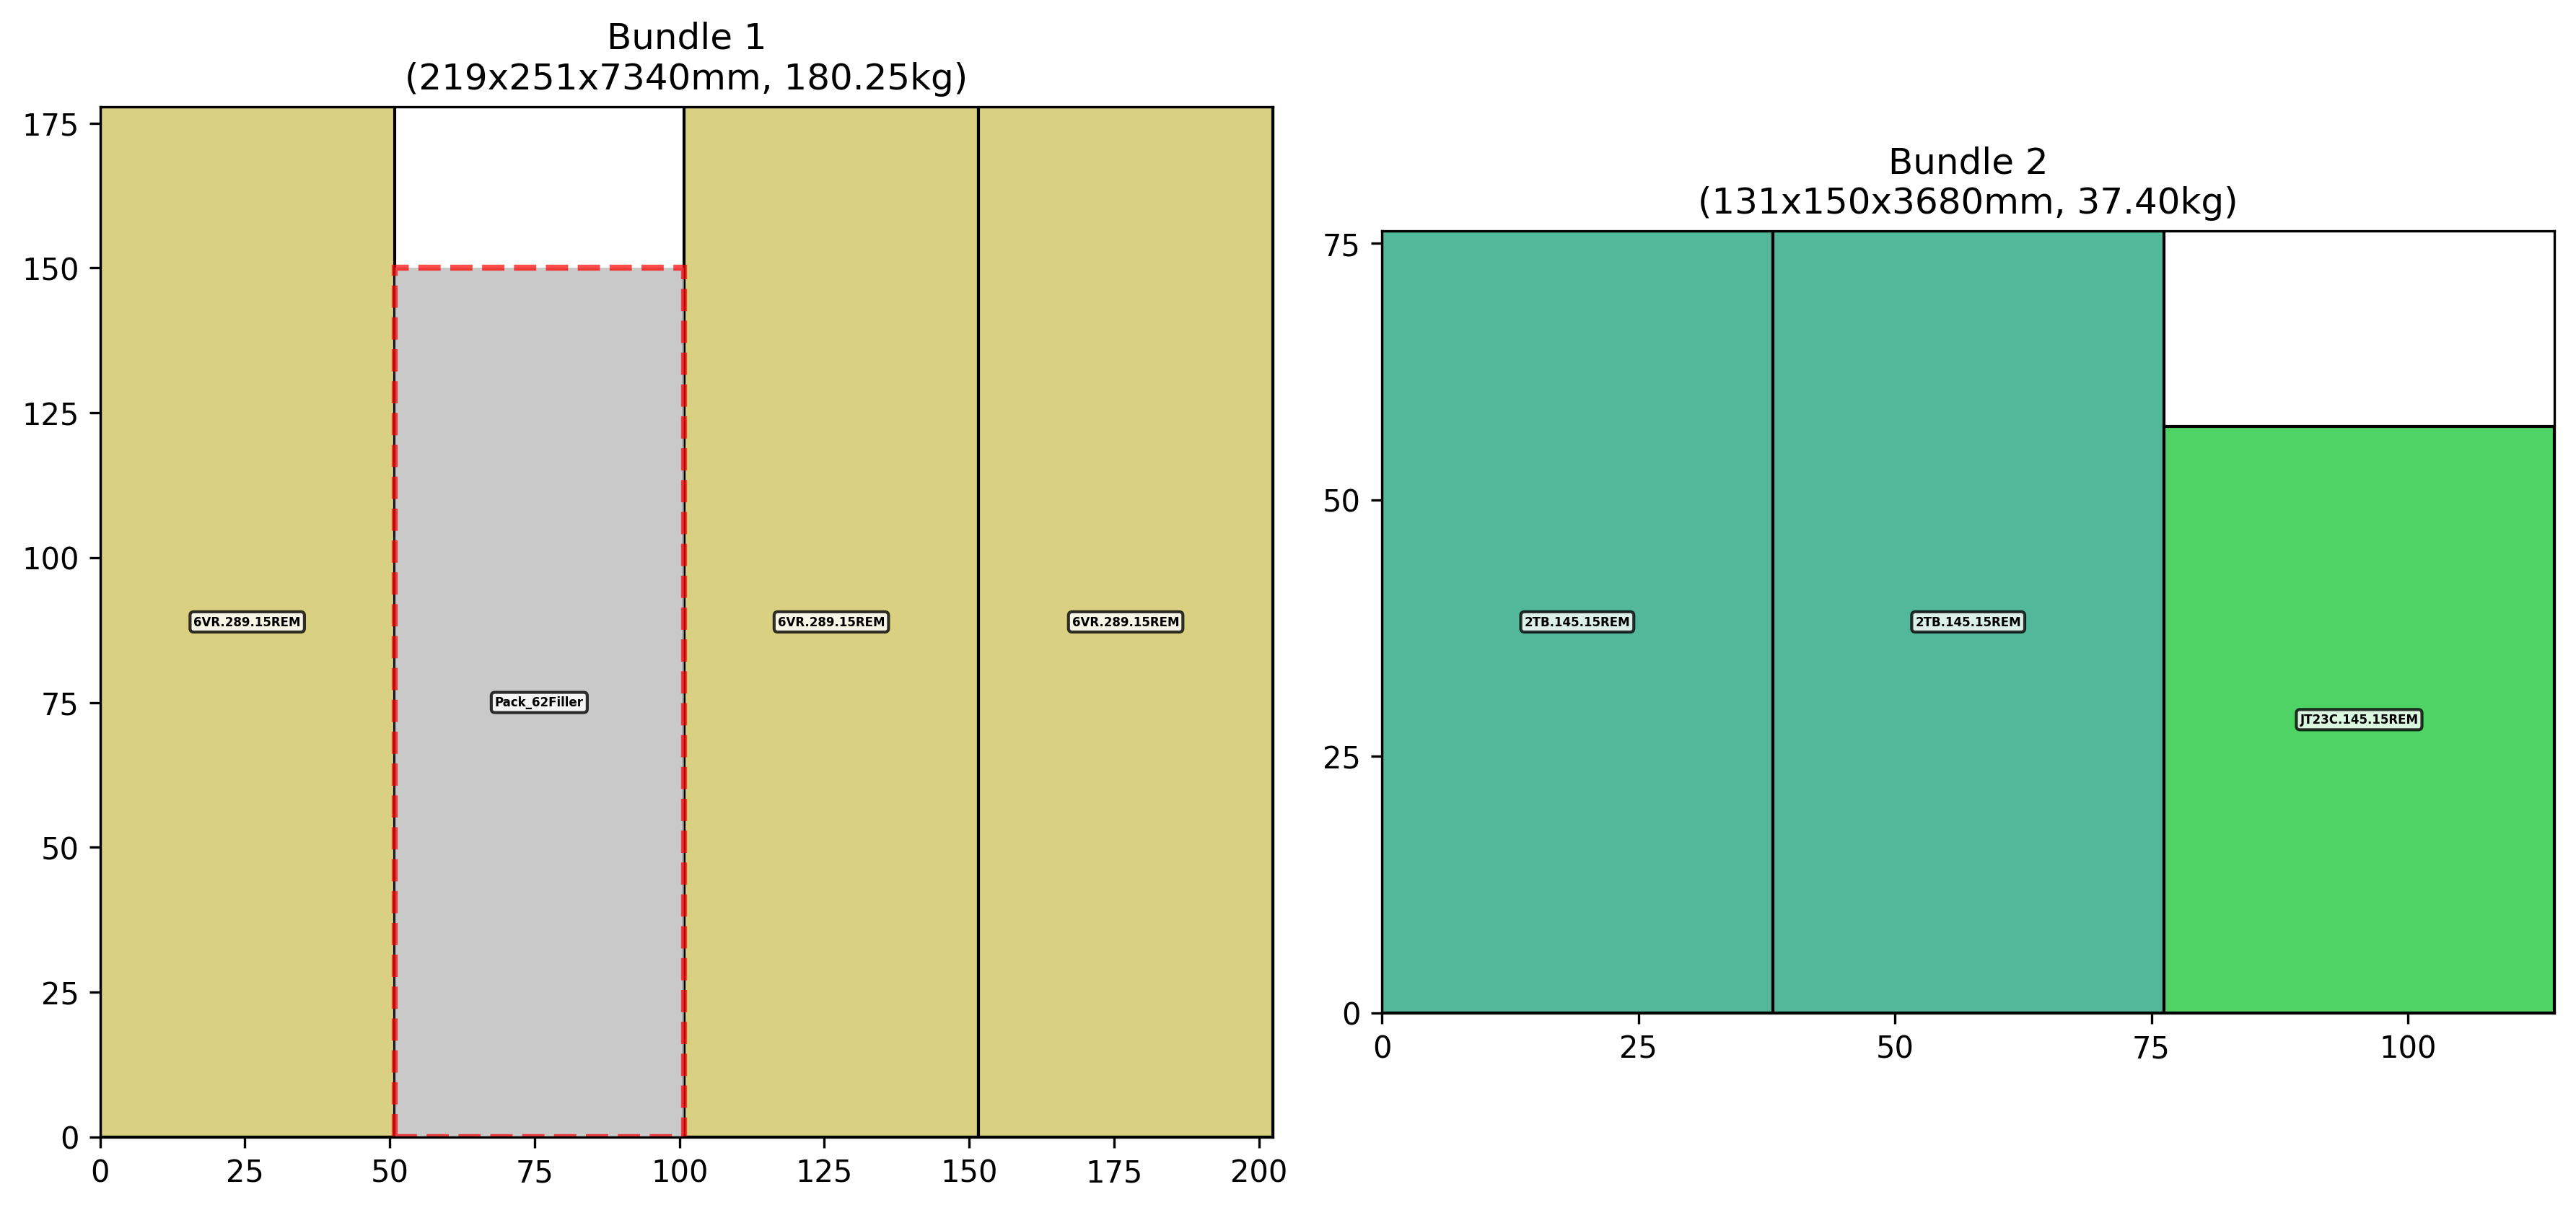 Bundle 1
(219x251x7340mm, 180.25kg)
175
150
125
100
75
50
25
0
0 25 50 75 100 125 150 175 200
6VR.289.15REM
Pack_62Filler
6VR.289.15REM
6VR.289.15REM
Bundle 2
(131x150x3680mm, 37.40kg)
75
50
25
0
0 25 50 75 100
2TB.145.15REM
2TB.145.15REM
JT23C.145.15REM